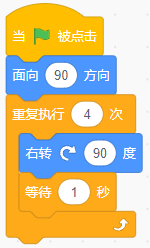 当 被点击
面向 90 方向
重复执行 4 次
右转 90 度
等待 1 秒